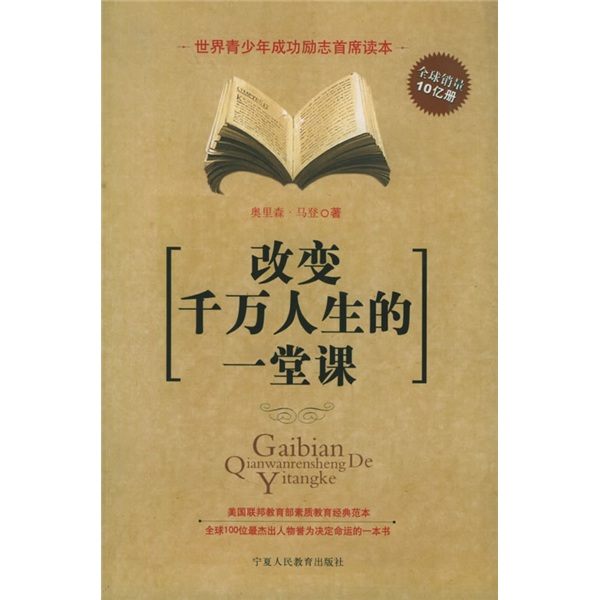 世界青少年成功励志首席读本
全球销量
10亿册
奥里森·马登◎著
改变
千万人生的
一堂课
Gaibian
Qianwanrensheng De
Yitangke
美国联邦教育部素质教育经典范本
全球100位最杰出人物誉为决定命运的一本书
宁夏人民教育出版社